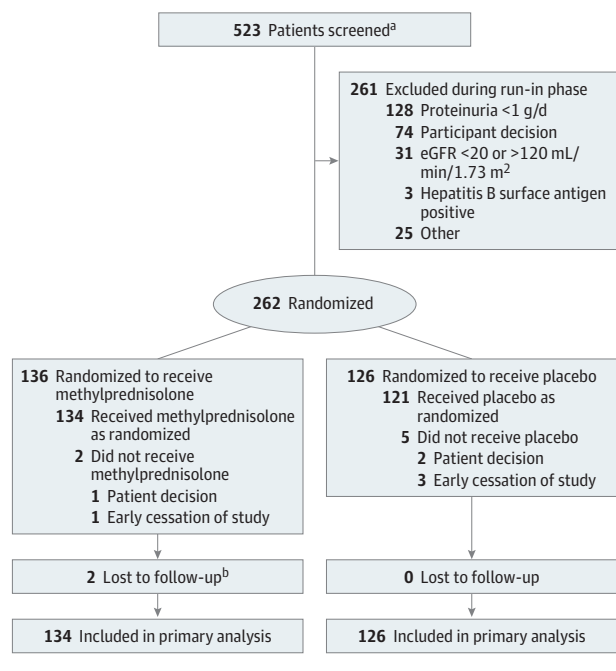 523 Patients screenedᵃ
261 Excluded during run-in phase
128 Proteinuria <1 g/d
74 Participant decision
31 eGFR <20 or >120 mL/
min/1.73 m²
3 Hepatitis B surface antigen
positive
25 Other
262 Randomized
136 Randomized to receive
methylprednisolone
134 Received methylprednisolone
as randomized
2 Did not receive
methylprednisolone
1 Patient decision
1 Early cessation of study
126 Randomized to receive placebo
121 Received placebo as
randomized
5 Did not receive placebo
2 Patient decision
3 Early cessation of study
2 Lost to follow-upᵇ
0 Lost to follow-up
134 Included in primary analysis
126 Included in primary analysis